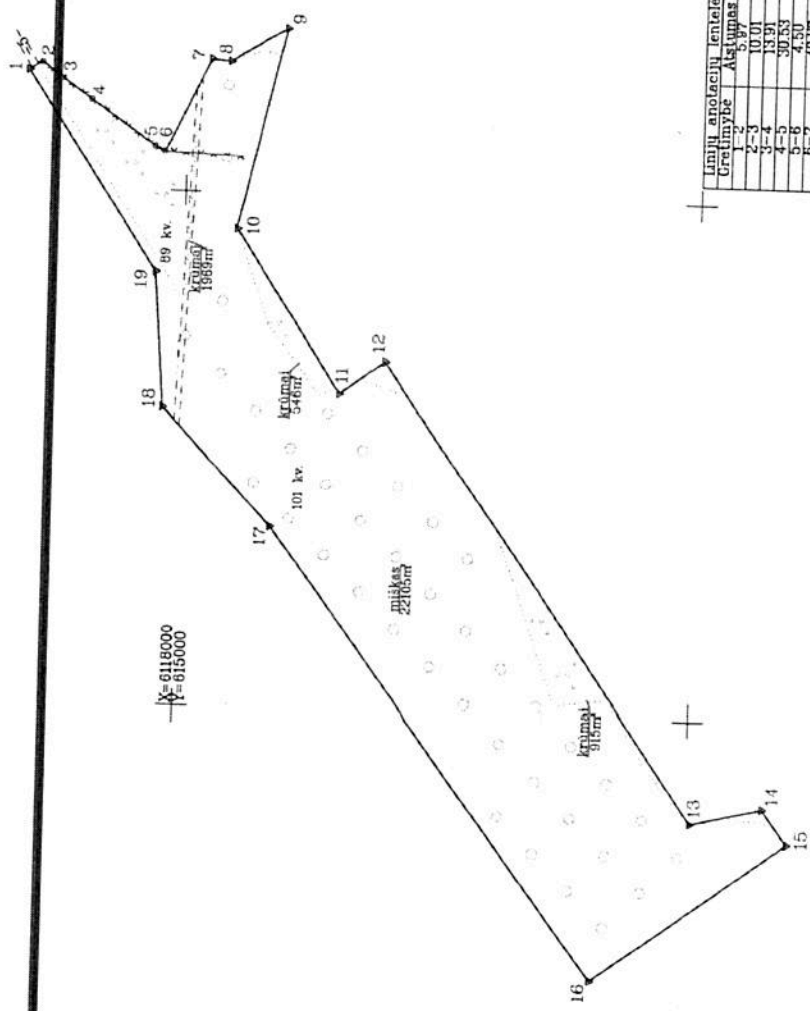 1
2
3
4
5
6
7
8
9
10
11
12
13
14
15
16
17
18
19
89 kv.
krūmai
1969m²
krūmai
546m²
101 kv.
miškas
22105m²
krūmai
915m²
X=6118000
Y=615000
Linijų anotacijų lentelė
Gretimybė Atstumas
1-2 5.97
2-3 10.01
3-4 13.91
4-5 30.53
5-6 4.50